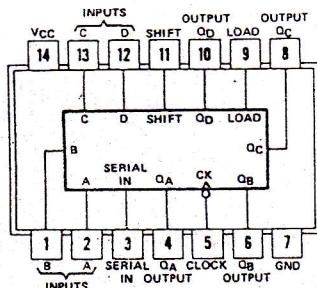 INPUTS
OUTPUT
OUTPUT
VCC C D SHIFT QD LOAD QC
14 13 12 11 10 9 8
C D SHIFT QD LOAD
B
QC
SERIAL
CK
A IN QA QB
1 2 3 4 5 6 7
B A SERIAL QA CLOCK QB GND
INPUTS IN OUTPUT OUTPUT